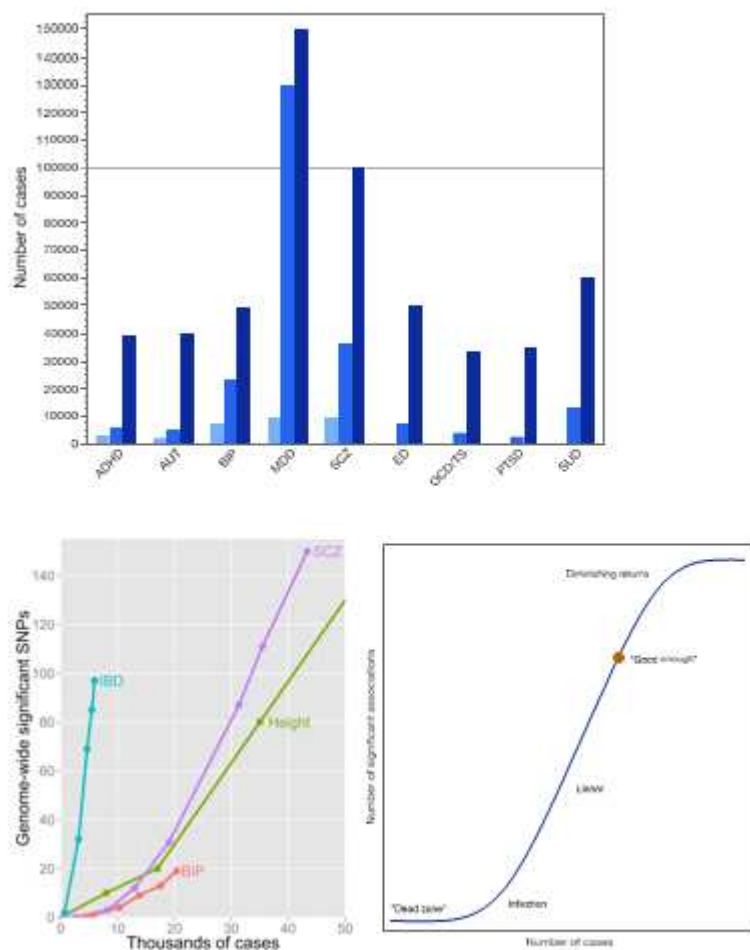 Number of cases
150000
140000
130000
120000
110000
100000
90000
80000
70000
60000
50000
40000
30000
20000
10000
0
ADHD
AUT
BIP
MDD
SCZ
ED
OCD/TS
PTSD
SUD
Genome-wide significant SNPs
140
120
100
80
60
40
20
0
SCZ
IBD
Height
BIP
0 10 20 30 40 50
Thousands of cases
Number of significant associations
Diminishing returns
"Good enough"
Linear
Inflection
"Dead zone"
Number of cases